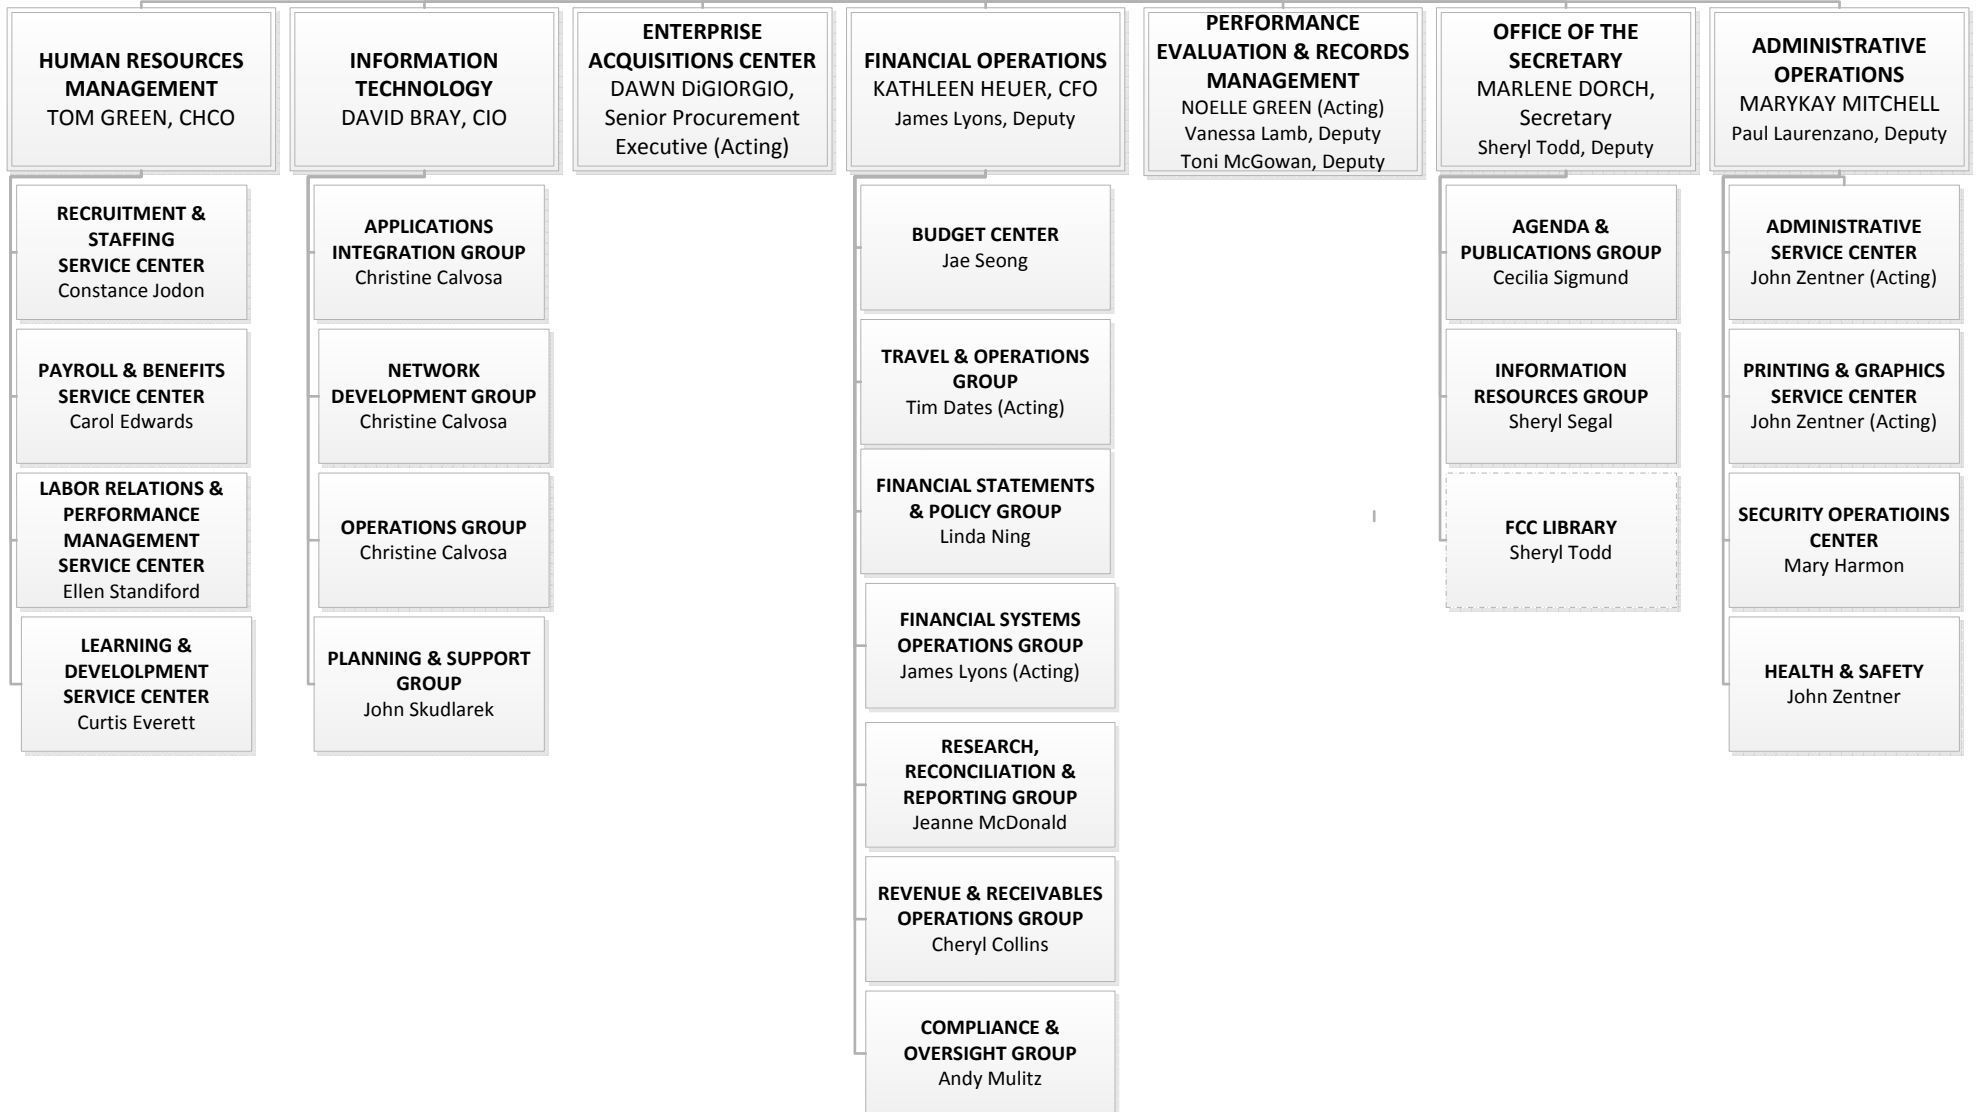 HUMAN RESOURCES
MANAGEMENT
TOM GREEN, CHCO
RECRUITMENT &
STAFFING
SERVICE CENTER
Constance Jodon
PAYROLL & BENEFITS
SERVICE CENTER
Carol Edwards
LABOR RELATIONS &
PERFORMANCE
MANAGEMENT
SERVICE CENTER
Ellen Standiford
LEARNING &
DEVELOLPMENT
SERVICE CENTER
Curtis Everett
INFORMATION
TECHNOLOGY
DAVID BRAY, CIO
APPLICATIONS
INTEGRATION GROUP
Christine Calvosa
NETWORK
DEVELOPMENT GROUP
Christine Calvosa
OPERATIONS GROUP
Christine Calvosa
PLANNING & SUPPORT
GROUP
John Skudlarek
ENTERPRISE
ACQUISITIONS CENTER
DAWN DiGIORGIO,
Senior Procurement
Executive (Acting)
FINANCIAL OPERATIONS
KATHLEEN HEUER, CFO
James Lyons, Deputy
BUDGET CENTER
Jae Seong
TRAVEL & OPERATIONS
GROUP
Tim Dates (Acting)
FINANCIAL STATEMENTS
& POLICY GROUP
Linda Ning
FINANCIAL SYSTEMS
OPERATIONS GROUP
James Lyons (Acting)
RESEARCH,
RECONCILIATION &
REPORTING GROUP
Jeanne McDonald
REVENUE & RECEIVABLES
OPERATIONS GROUP
Cheryl Collins
COMPLIANCE &
OVERSIGHT GROUP
Andy Mulitz
PERFORMANCE
EVALUATION & RECORDS
MANAGEMENT
NOELLE GREEN (Acting)
Vanessa Lamb, Deputy
Toni McGowan, Deputy
OFFICE OF THE
SECRETARY
MARLENE DORCH,
Secretary
Sheryl Todd, Deputy
AGENDA &
PUBLICATIONS GROUP
Cecilia Sigmund
INFORMATION
RESOURCES GROUP
Sheryl Segal
FCC LIBRARY
Sheryl Todd
ADMINISTRATIVE
OPERATIONS
MARYKAY MITCHELL
Paul Laurenzano, Deputy
ADMINISTRATIVE
SERVICE CENTER
John Zentner (Acting)
PRINTING & GRAPHICS
SERVICE CENTER
John Zentner (Acting)
SECURITY OPERATIOINS
CENTER
Mary Harmon
HEALTH & SAFETY
John Zentner